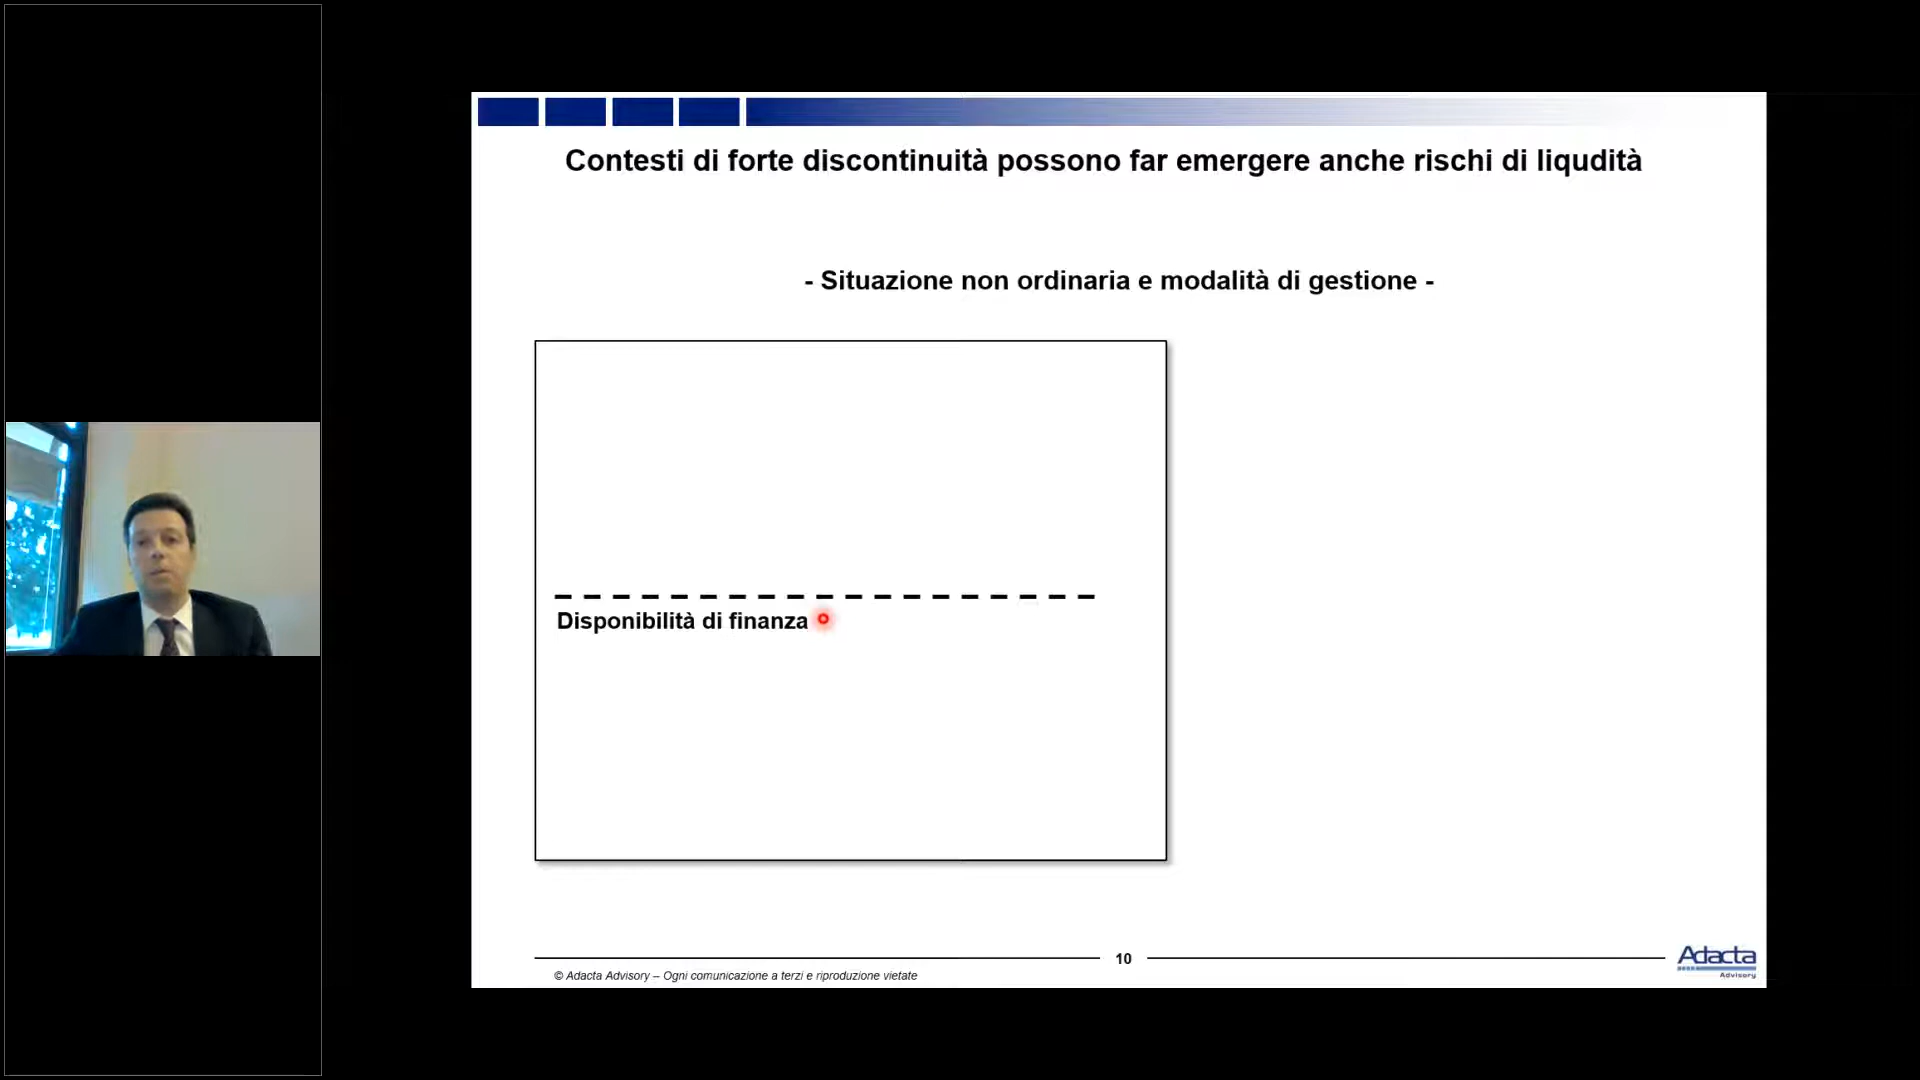 Contesti di forte discontinuità possono far emergere anche rischi di liqudità
- Situazione non ordinaria e modalità di gestione -
Disponibilità di finanza
10
© Adacta Advisory – Ogni comunicazione a terzi e riproduzione vietate
Adacta
Advisory